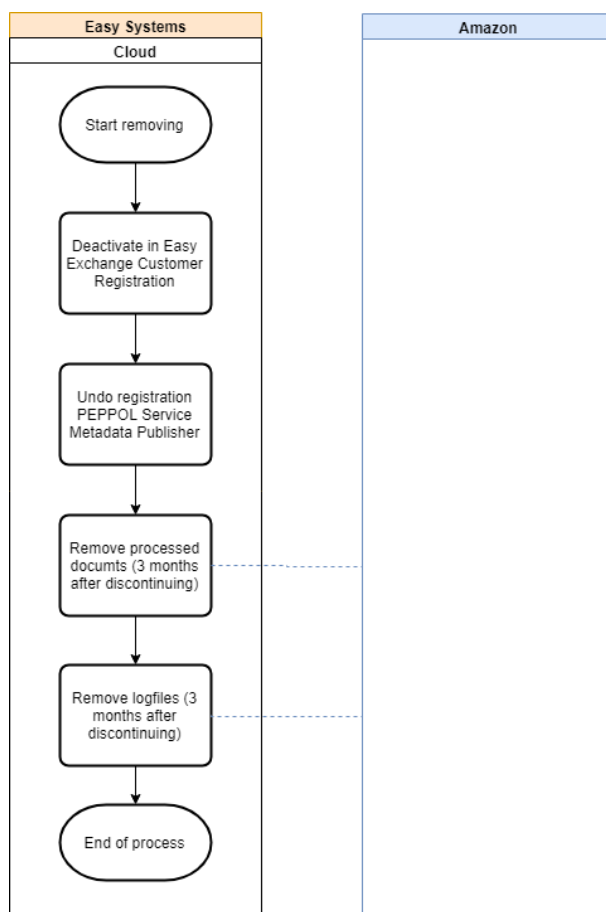 Easy Systems
Cloud
Amazon
Start removing
Deactivate in Easy
Exchange Customer
Registration
Undo registration
PEPPOL Service
Metadata Publisher
Remove processed
documts (3 months
after discontinuing)
Remove logfiles (3
months after
discontinuing)
End of process